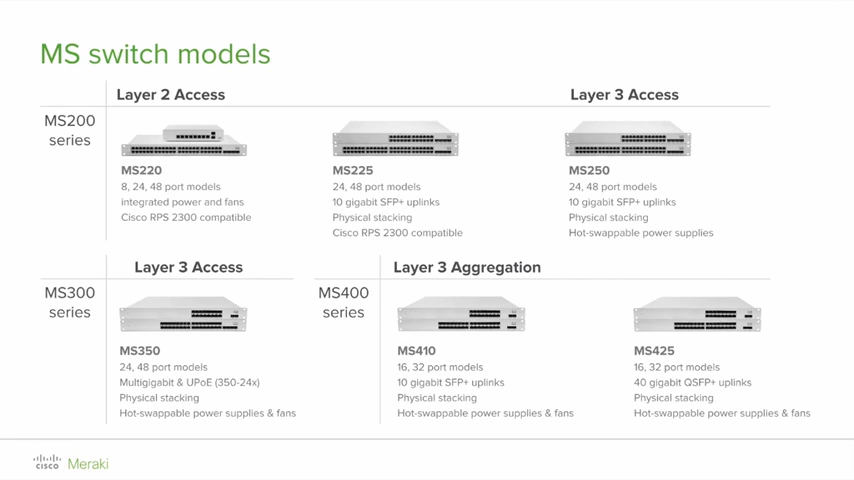 MS switch models
Layer 2 Access
Layer 3 Access
MS200
series
MS220
8, 24, 48 port models
integrated power and fans
Cisco RPS 2300 compatible
MS225
24, 48 port models
10 gigabit SFP+ uplinks
Physical stacking
Cisco RPS 2300 compatible
MS250
24, 48 port models
10 gigabit SFP+ uplinks
Physical stacking
Hot-swappable power supplies
Layer 3 Access
MS300
series
MS350
24, 48 port models
Multigigabit & UPoE (350-24x)
Physical stacking
Hot-swappable power supplies & fans
Layer 3 Aggregation
MS400
series
MS410
16, 32 port models
10 gigabit SFP+ uplinks
Physical stacking
Hot-swappable power supplies & fans
MS425
16, 32 port models
40 gigabit QSFP+ uplinks
Physical stacking
Hot-swappable power supplies & fans
CISCO Meraki